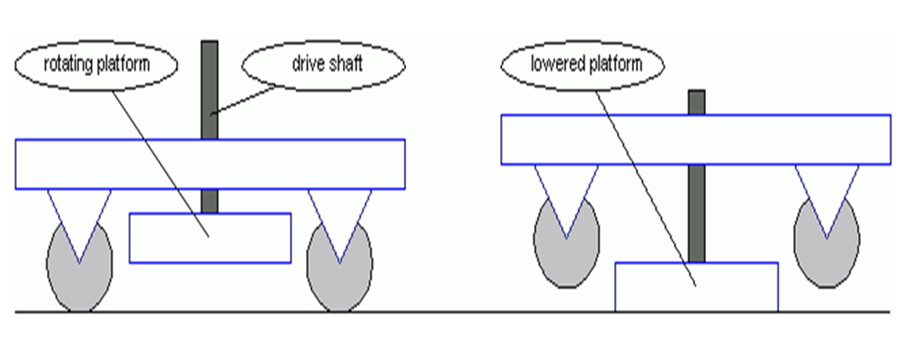 rotating platform
drive shaft
lowered platform